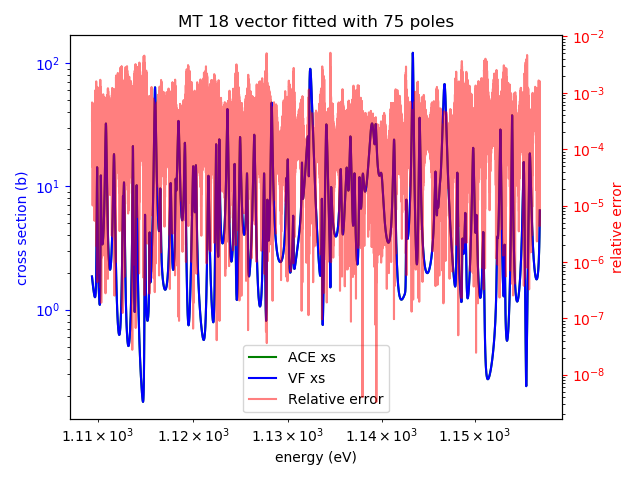 MT 18 vector fitted with 75 poles
cross section (b)
10²
10¹
10⁰
10⁻²
10⁻³
10⁻⁴
10⁻⁵
10⁻⁶
10⁻⁷
10⁻⁸
relative error
ACE xs
VF xs
Relative error
1.11 × 10³ 1.12 × 10³ 1.13 × 10³ 1.14 × 10³ 1.15 × 10³
energy (eV)